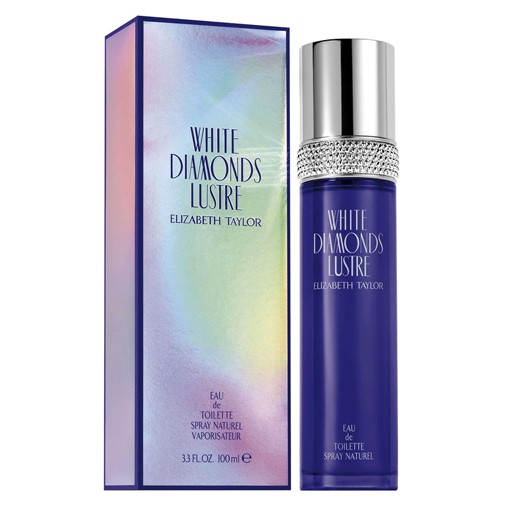 WHITE
DIAMONDS
LUSTRE
ELIZABETH TAYLOR
EAU
de
TOILETTE
SPRAY NATUREL
VAPORISATEUR
3.3 FL.OZ. 100ml ℮
WHITE
DIAMONDS
LUSTRE
ELIZABETH TAYLOR
EAU
de
TOILETTE
SPRAY NATUREL